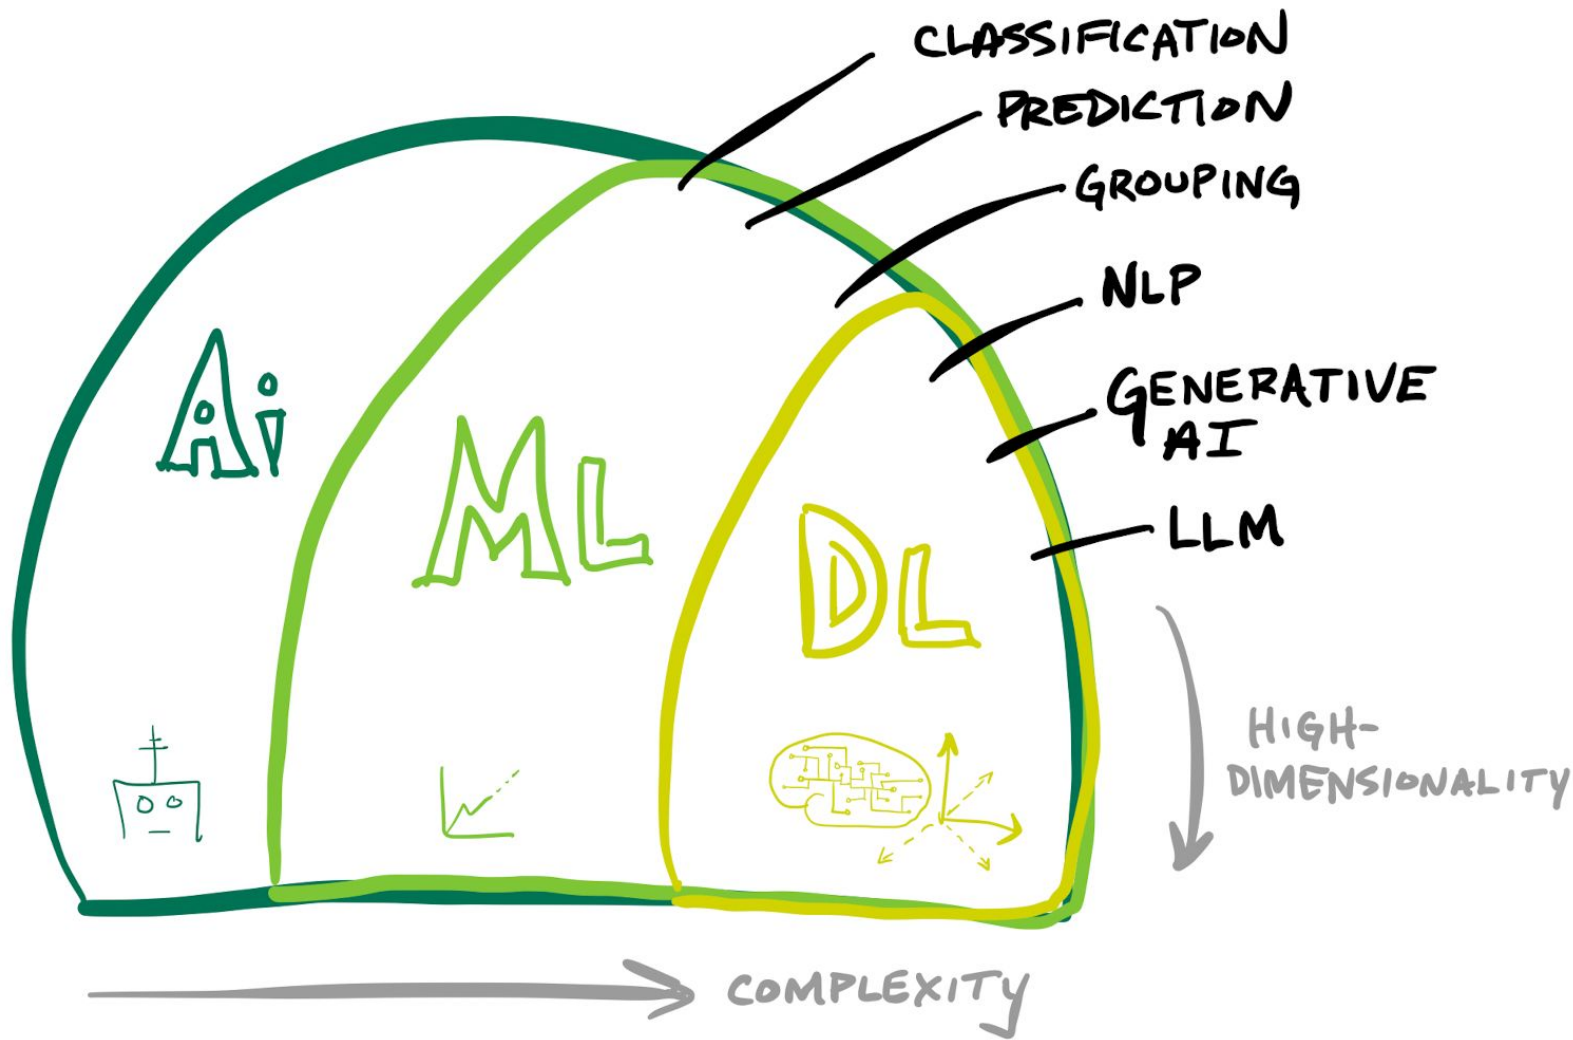 CLASSIFICATION
PREDICTION
GROUPING
NLP
GENERATIVE
AI
LLM
Ai
ML
DL
HIGH-
DIMENSIONALITY
COMPLEXITY